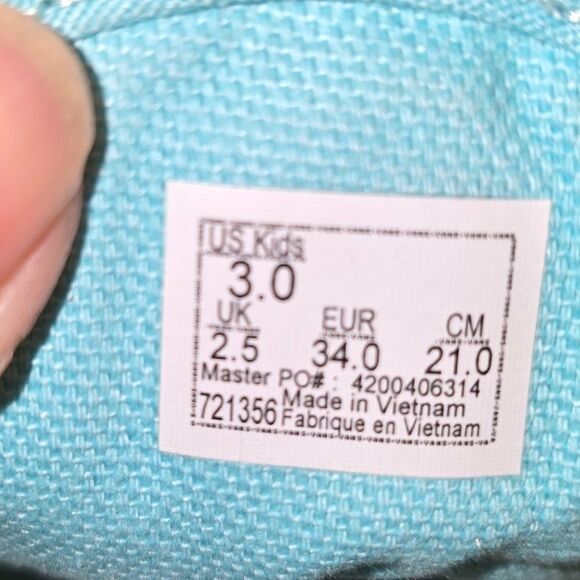 US Kids
3.0
UK EUR CM
2.5 34.0 21.0
Master PO# : 4200406314
721356 Made in Vietnam
Fabrique en Vietnam